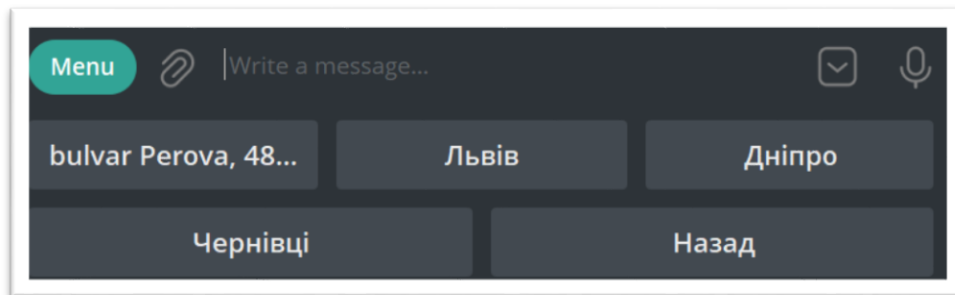 Menu Write a message...
bulvar Perova, 48... Львів Дніпро
Чернівці Назад